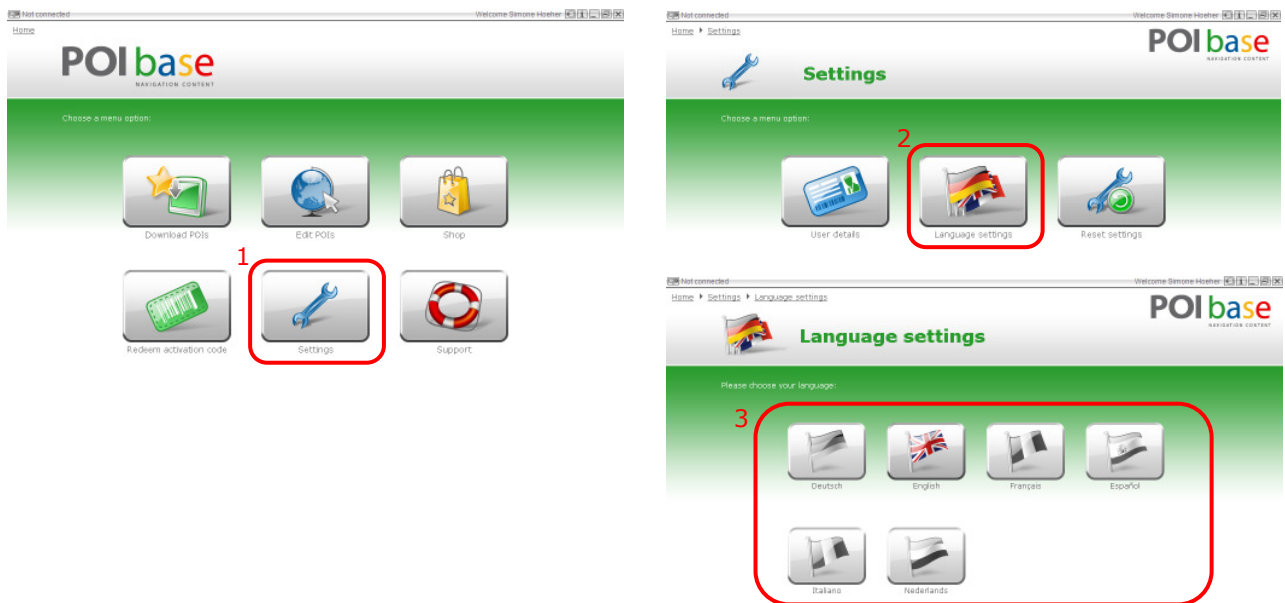 Not connected
Welcome Simone Hoeher
Home
POI base
NAVIGATION CONTENT
Choose a menu option:
Download POIs
Edit POIs
Shop
1
Redeem activation code
Settings
Support
Not connected
Welcome Simone Hoeher
Home Settings
POI base
NAVIGATION CONTENT
Settings
Choose a menu option:
2
User details
Language settings
Reset settings
Not connected
Welcome Simone Hoeher
Home Settings Language settings
POI base
NAVIGATION CONTENT
Language settings
Please choose your language:
3
Deutsch
English
Français
Español
Italiano
Nederlands